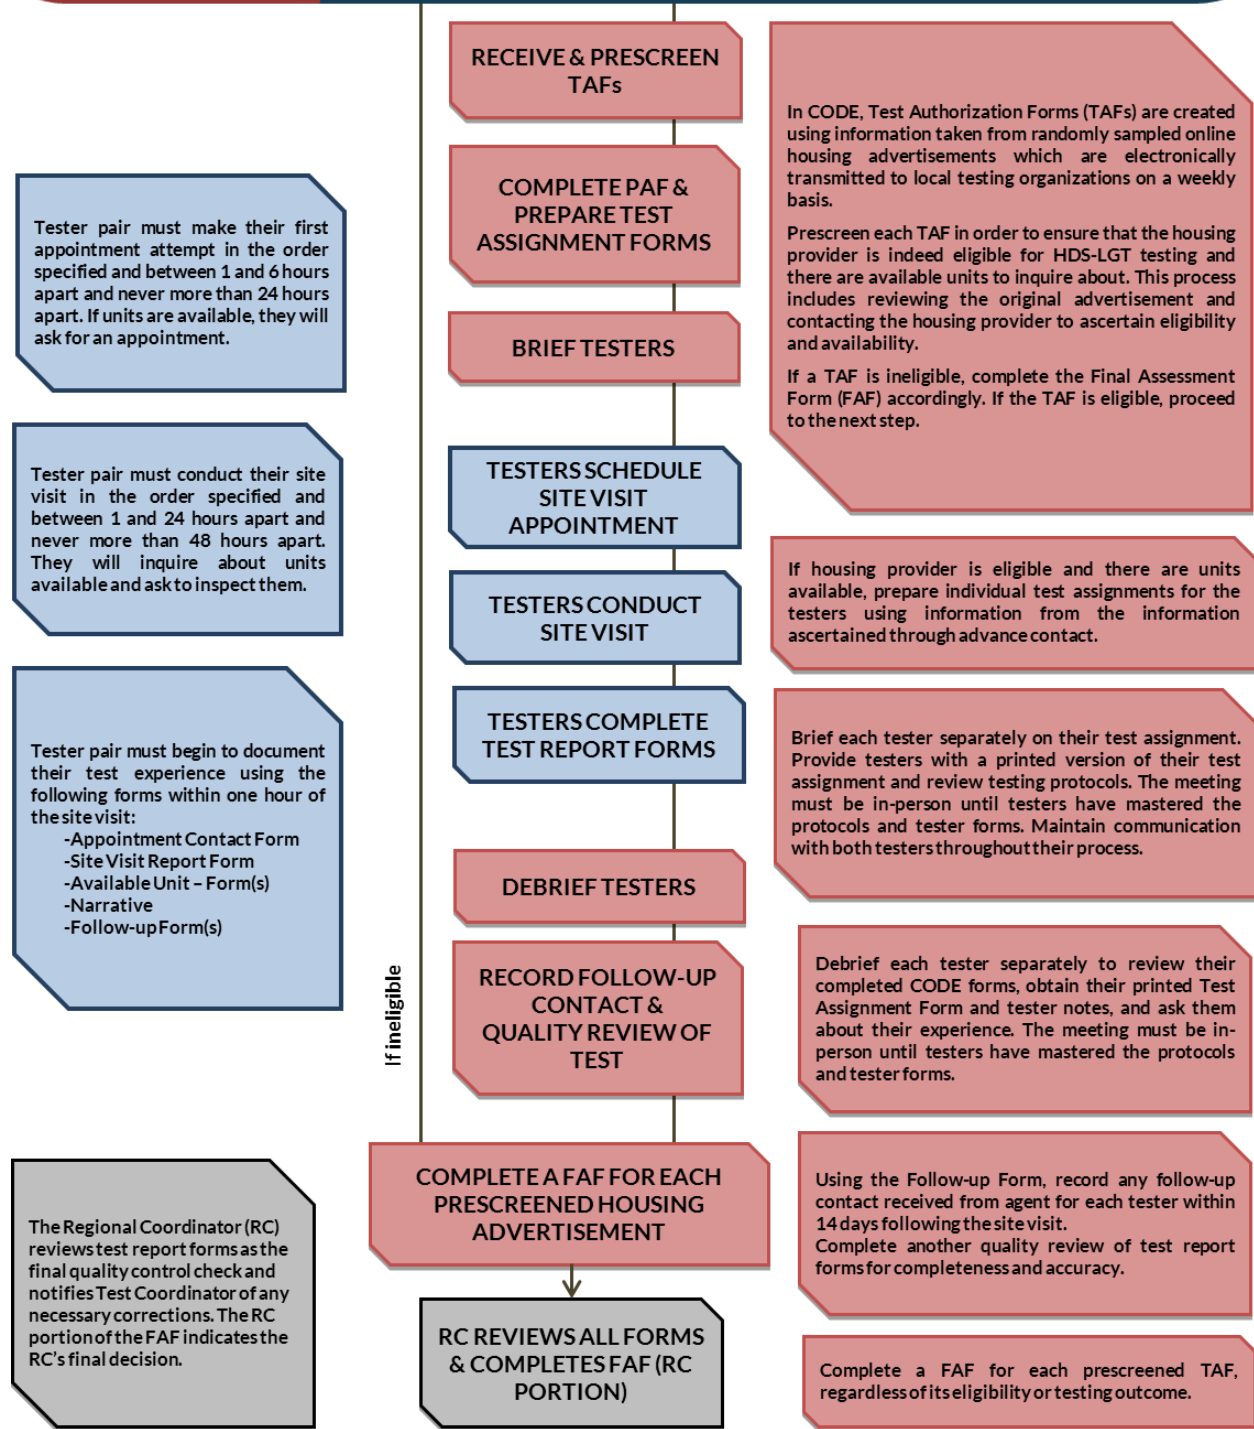 RECEIVE & PRESCREEN
TAFs
COMPLETE PAF &
PREPARE TEST
ASSIGNMENT FORMS
BRIEF TESTERS
TESTERS SCHEDULE
SITE VISIT
APPOINTMENT
TESTERS CONDUCT
SITE VISIT
TESTERS COMPLETE
TEST REPORT FORMS
DEBRIEF TESTERS
RECORD FOLLOW-UP
CONTACT &
QUALITY REVIEW OF
TEST
If ineligible
COMPLETE A FAF FOR EACH
PRESCREENED HOUSING
ADVERTISEMENT
RC REVIEWS ALL FORMS
& COMPLETES FAF (RC
PORTION)
Tester pair must make their first
appointment attempt in the order
specified and between 1 and 6 hours
apart and never more than 24 hours
apart. If units are available, they will
ask for an appointment.
Tester pair must conduct their site
visit in the order specified and
between 1 and 24 hours apart and
never more than 48 hours apart.
They will inquire about units
available and ask to inspect them.
Tester pair must begin to document
their test experience using the
following forms within one hour of
the site visit:
-Appointment Contact Form
-Site Visit Report Form
-Available Unit – Form(s)
-Narrative
-Follow-up Form(s)
The Regional Coordinator (RC)
reviews test report forms as the
final quality control check and
notifies Test Coordinator of any
necessary corrections. The RC
portion of the FAF indicates the
RC's final decision.
In CODE, Test Authorization Forms (TAFs) are created
using information taken from randomly sampled online
housing advertisements which are electronically
transmitted to local testing organizations on a weekly
basis.
Prescreen each TAF in order to ensure that the housing
provider is indeed eligible for HDS-LGT testing and
there are available units to inquire about. This process
includes reviewing the original advertisement and
contacting the housing provider to ascertain eligibility
and availability.
If a TAF is ineligible, complete the Final Assessment
Form (FAF) accordingly. If the TAF is eligible, proceed
to the next step.
If housing provider is eligible and there are units
available, prepare individual test assignments for the
testers using information from the information
ascertained through advance contact.
Brief each tester separately on their test assignment.
Provide testers with a printed version of their test
assignment and review testing protocols. The meeting
must be in-person until testers have mastered the
protocols and tester forms. Maintain communication
with both testers throughout their process.
Debrief each tester separately to review their
completed CODE forms, obtain their printed Test
Assignment Form and tester notes, and ask them
about their experience. The meeting must be in-
person until testers have mastered the protocols
and tester forms.
Using the Follow-up Form, record any follow-up
contact received from agent for each tester within
14 days following the site visit.
Complete another quality review of test report
forms for completeness and accuracy.
Complete a FAF for each prescreened TAF,
regardless of its eligibility or testing outcome.